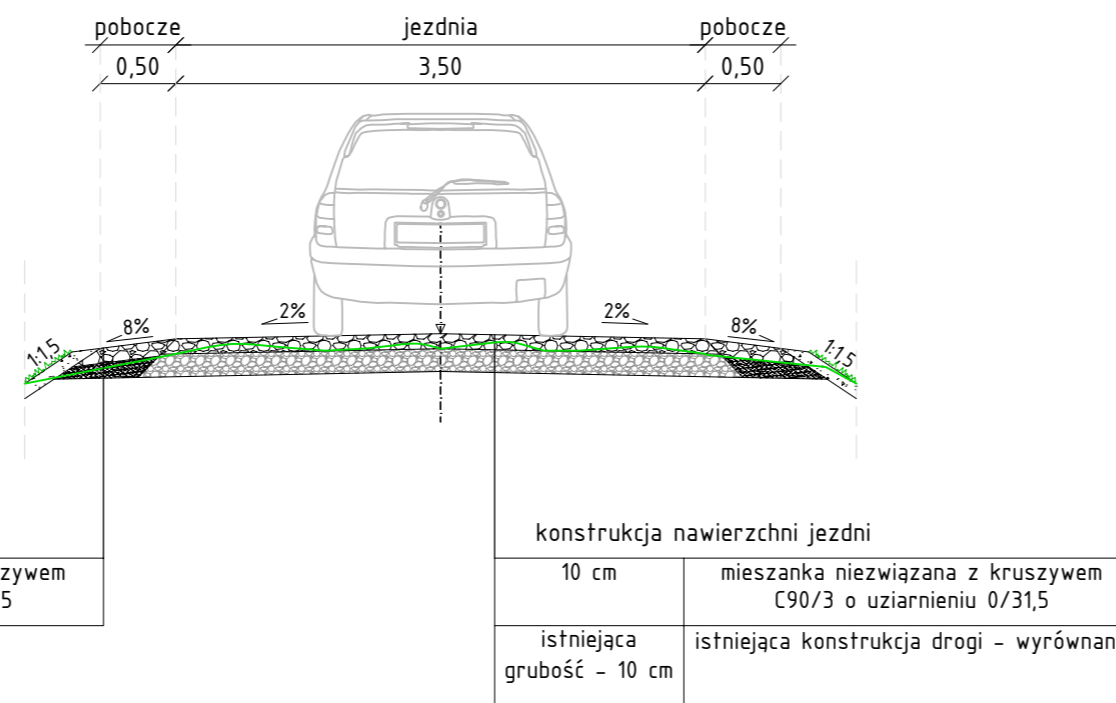 pobocze jezdnia pobocze
0,50 3,50 0,50
2% 2%
8% 8%
1:1,5 1:1,5
konstrukcja nawierzchni jezdni
zywem
5
10 cm
mieszanka niezwiązana z kruszywem
C90/3 o uziarnieniu 0/31,5
istniejąca
grubość - 10 cm
istniejąca konstrukcja drogi - wyrównan